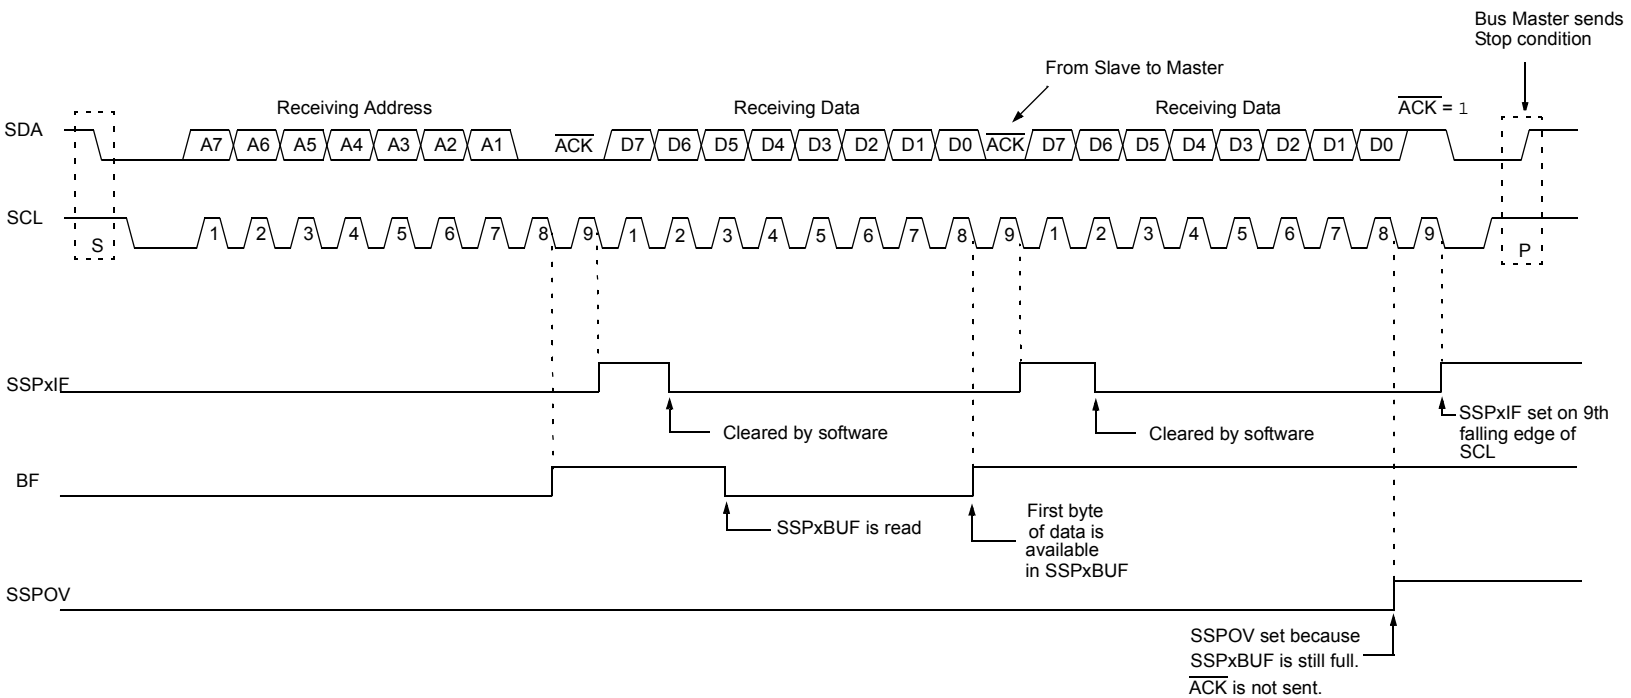 Bus Master sends
Stop condition
From Slave to Master
Receiving Address
Receiving Data
Receiving Data
ACK = 1
SDA
A7 A6 A5 A4 A3 A2 A1 ACK D7 D6 D5 D4 D3 D2 D1 D0 ACK D7 D6 D5 D4 D3 D2 D1 D0
SCL
S
1 2 3 4 5 6 7 8 9 1 2 3 4 5 6 7 8 9 1 2 3 4 5 6 7 8 9
P
SSPxIF
Cleared by software
Cleared by software
SSPxIF set on 9th
falling edge of
SCL
BF
SSPxBUF is read
First byte
of data is
available
in SSPxBUF
SSPOV
SSPOV set because
SSPxBUF is still full.
ACK is not sent.